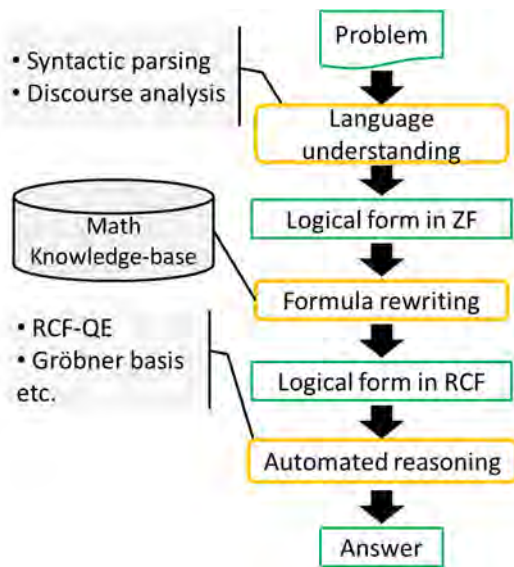 Problem
• Syntactic parsing
• Discourse analysis
Language
understanding
Logical form in ZF
Math
Knowledge-base
Formula rewriting
• RCF-QE
• Gröbner basis
etc.
Logical form in RCF
Automated reasoning
Answer